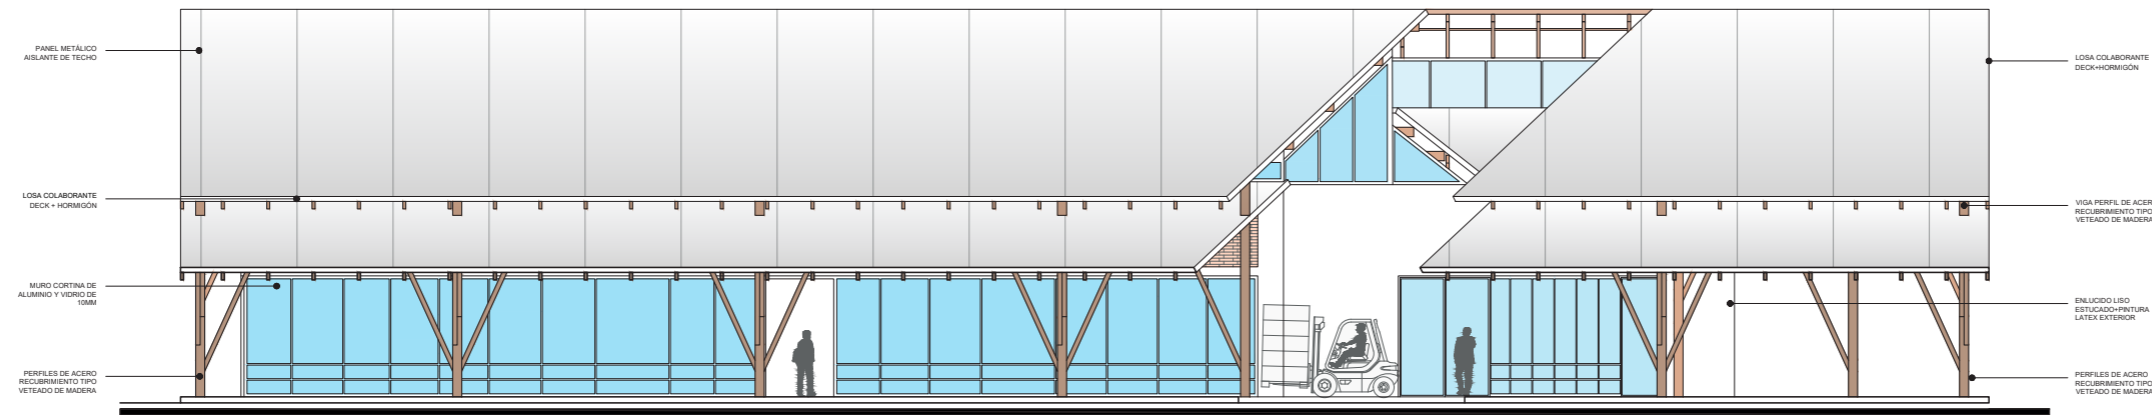 PANEL METÁLICO
AISLANTE DE TECHO
LOSA COLABORANTE
DECK + HORMIGÓN
MURO CORTINA DE
ALUMINIO Y VIDRIO DE
10MM
PERFILES DE ACERO
RECUBRIMIENTO TIPO
VETEADO DE MADERA
LOSA COLABORANTE
DECK+HORMIGÓN
VIGA PERFIL DE ACER
RECUBRIMIENTO TIPO
VETEADO DE MADERA
ENLUCIDO LISO
ESTUCADO+PINTURA
LATEX EXTERIOR
PERFILES DE ACERO
RECUBRIMIENTO TIPO
VETEADO DE MADERA